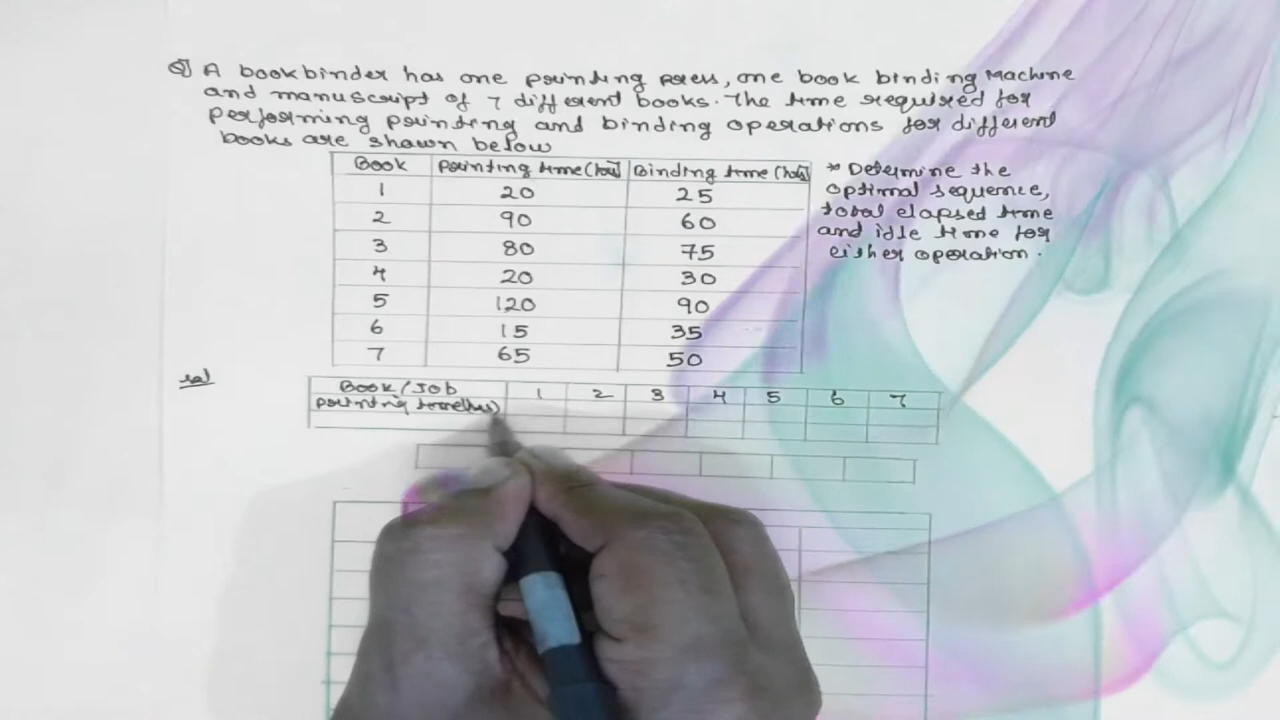 Q] A bookbinder has one printing press, one book binding Machine
and manuscript of 7 different books. The time required for
performing printing and binding operations for different
books are shown below
Book printing time (hrs) Binding time (hrs)
1 20 25
2 90 60
3 80 75
4 20 30
5 120 90
6 15 35
7 65 50
* Determine the
optimal sequence,
total elapsed time
and idle time for
either operation.
Sol
Book / Job 1 2 3 4 5 6 7
printing time(hrs)